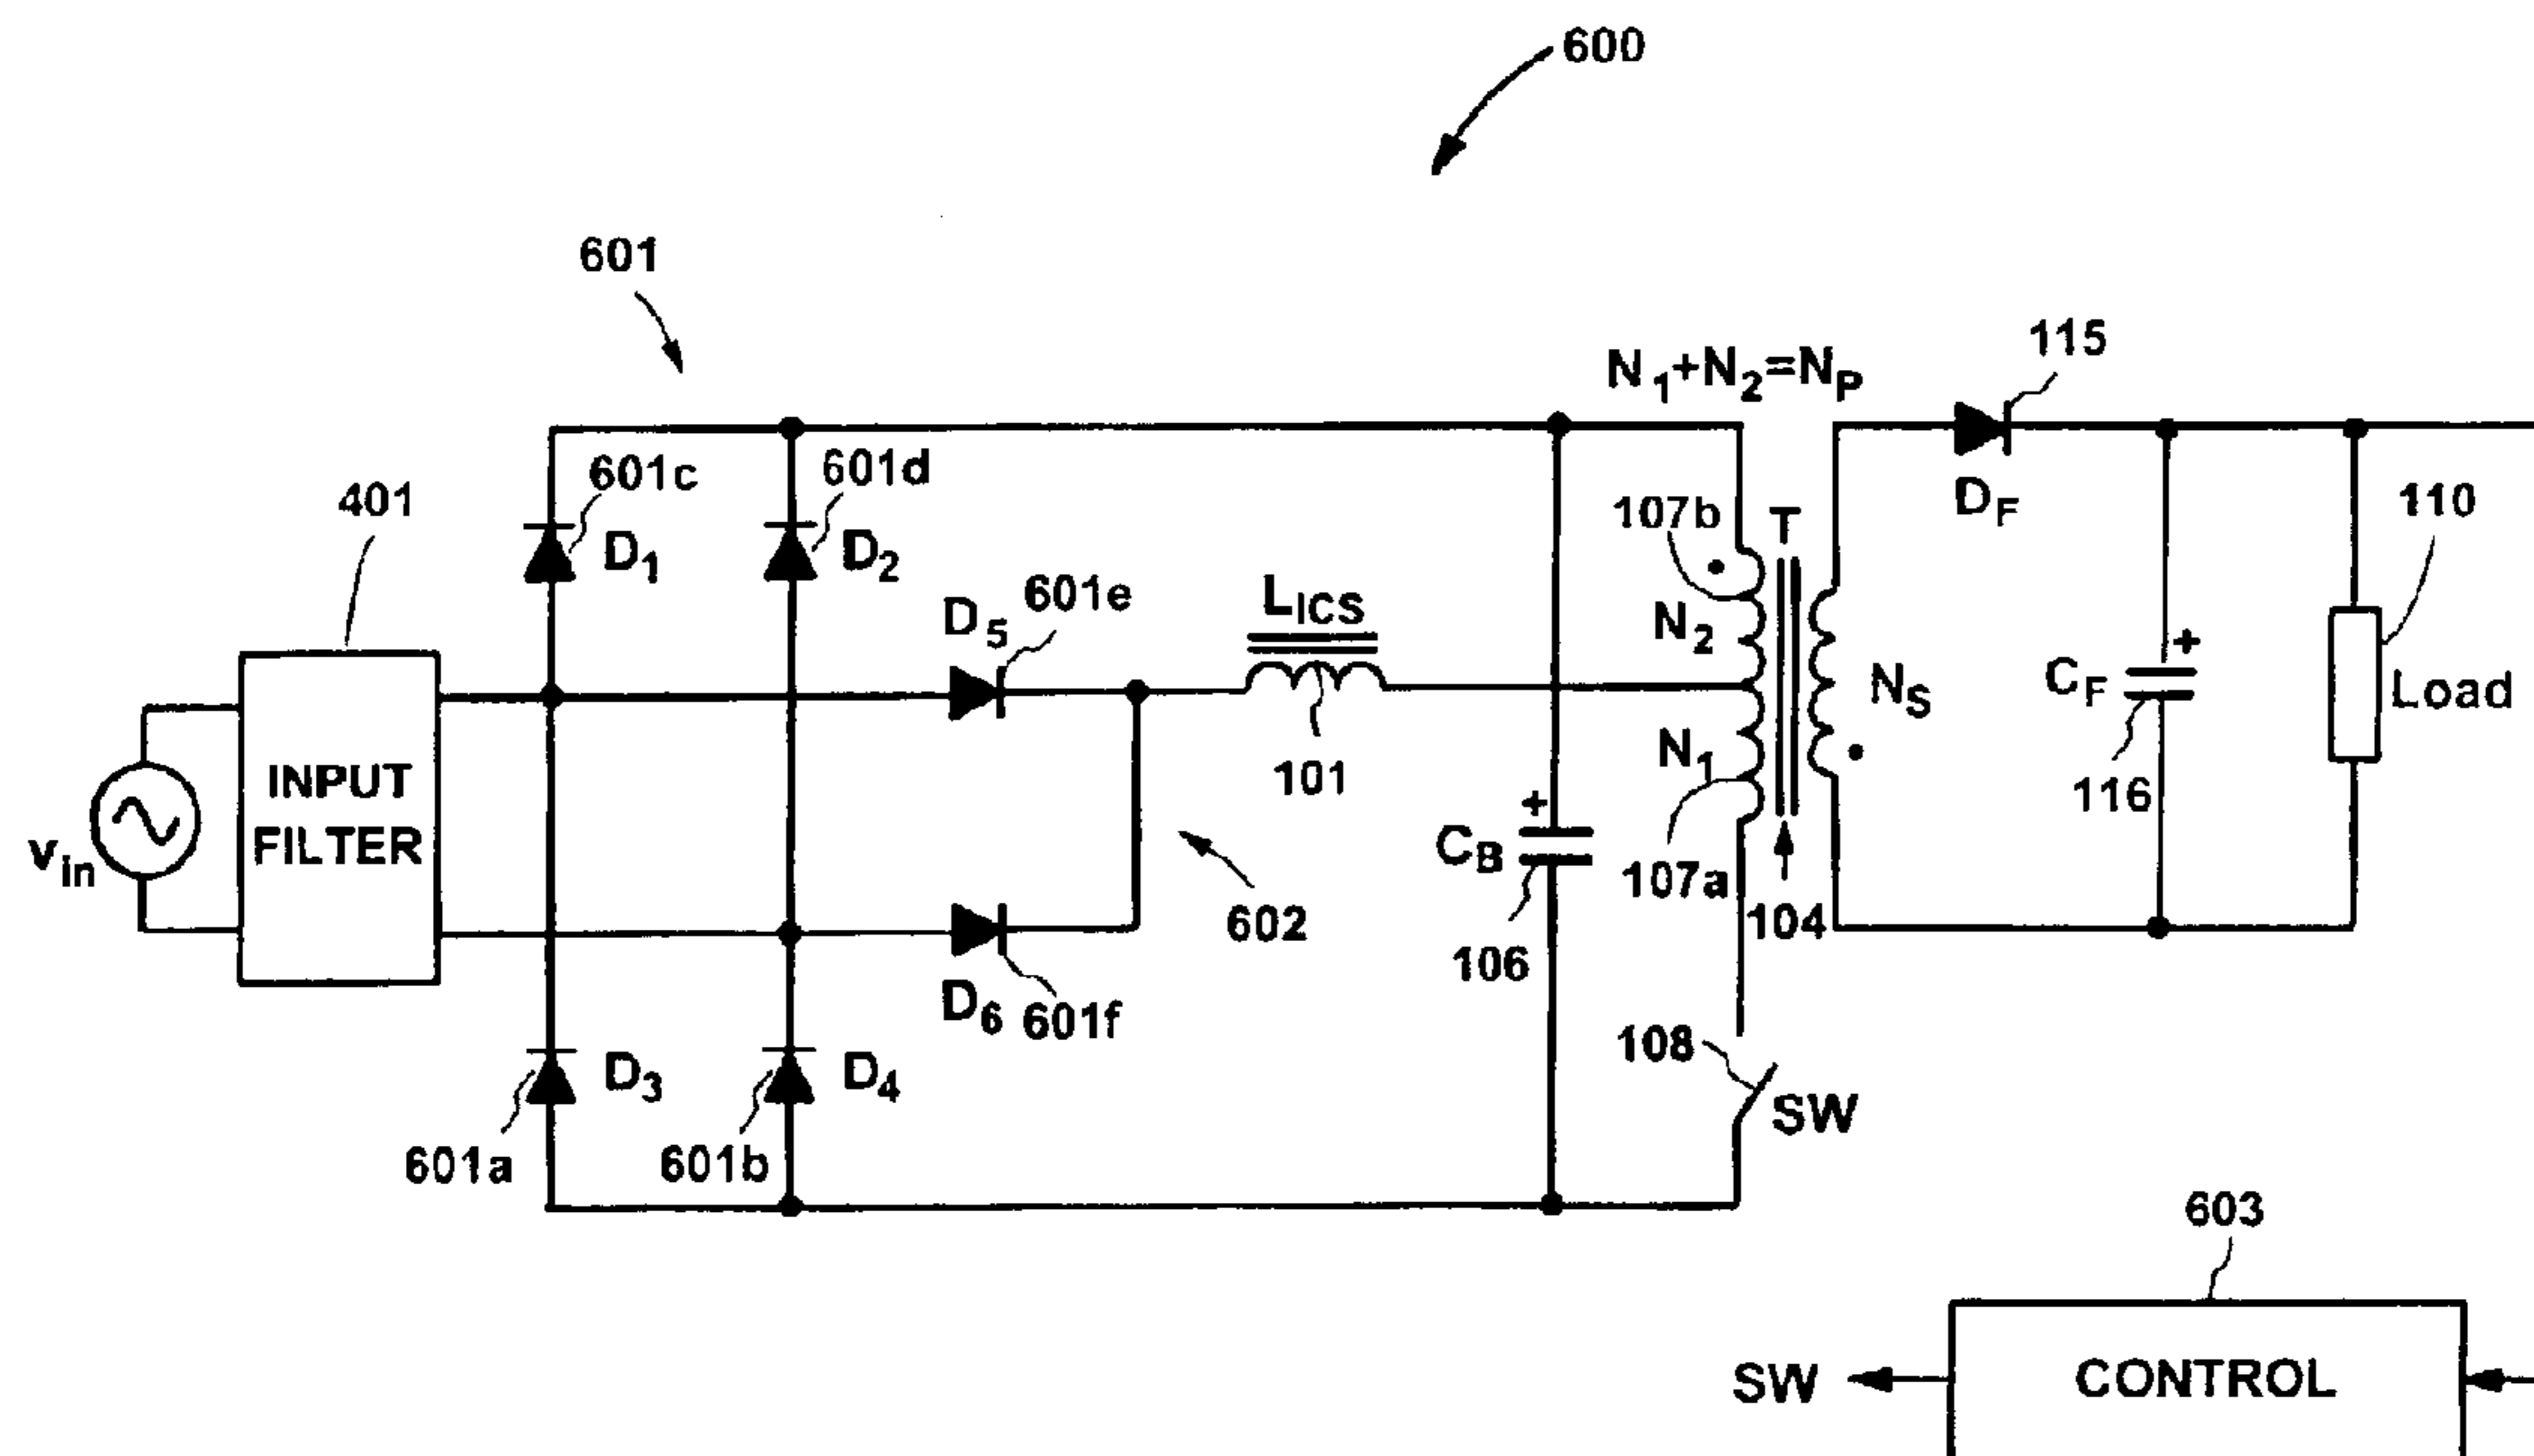 600
601
N1+N2=NP
115
601c
601d
401
D1
D2
107b
T
DF
110
D5
601e
LICS
N2
NS
CF
+
Load
INPUT
FILTER
vin
101
N1
116
+
CB
107a
104
602
106
D6
601f
108
D3
D4
SW
601a
601b
603
SW
CONTROL